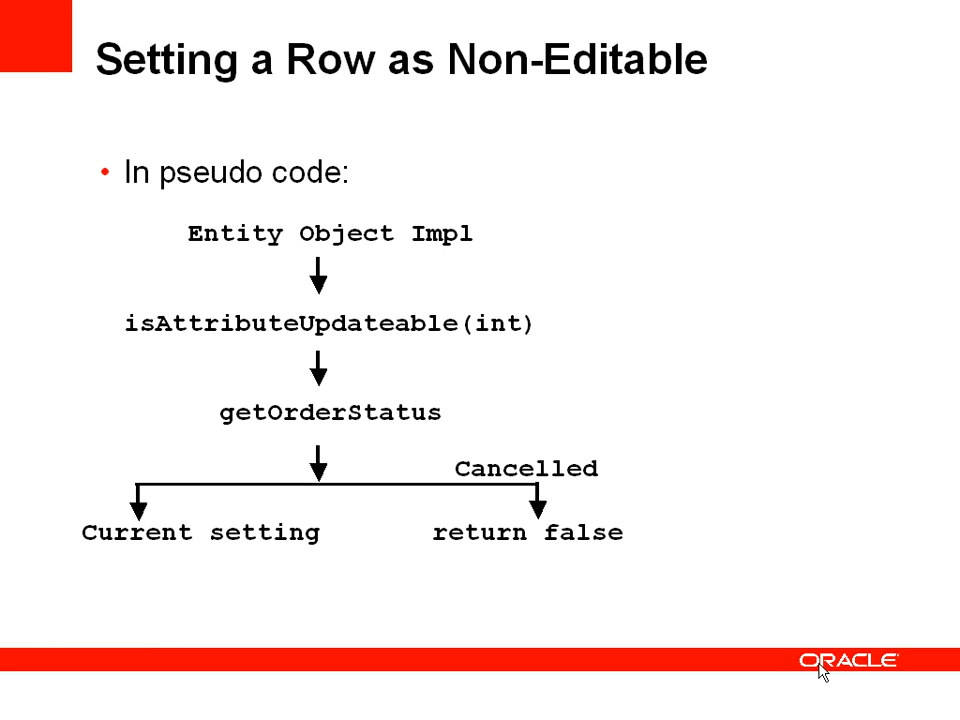 Setting a Row as Non-Editable
• In pseudo code:
Entity Object Impl
isAttributeUpdateable(int)
getOrderStatus
Cancelled
Current setting return false
ORACLE